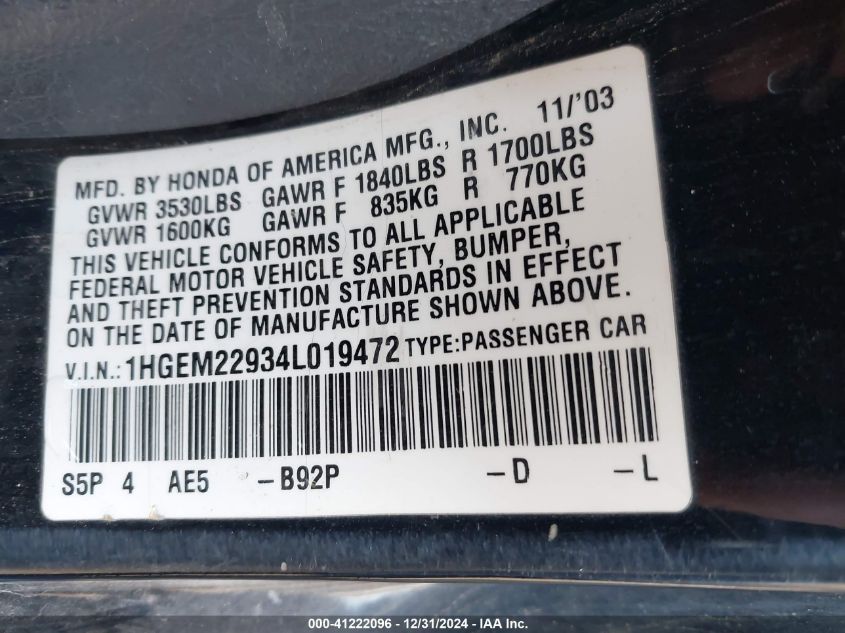 MFD. BY HONDA OF AMERICA MFG., INC. 11/'03
GVWR 3530LBS GAWR F 1840LBS R 1700LBS
GVWR 1600KG GAWR F 835KG R 770KG
THIS VEHICLE CONFORMS TO ALL APPLICABLE
FEDERAL MOTOR VEHICLE SAFETY, BUMPER,
AND THEFT PREVENTION STANDARDS IN EFFECT
ON THE DATE OF MANUFACTURE SHOWN ABOVE.
V.I.N.: 1HGEM22934L019472 TYPE:PASSENGER CAR
S5P 4 AE5 -B92P -D -L
000-41222096 - 12/31/2024 - IAA Inc.